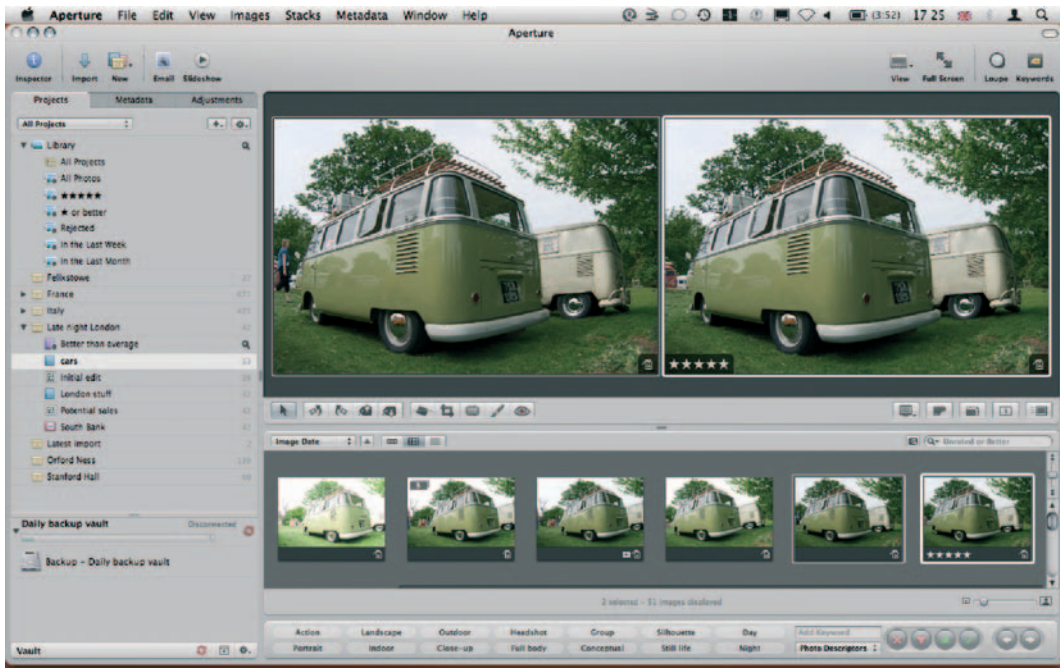 Aperture File Edit View Images Stacks Metadata Window Help (3:52) 17 25
Aperture
Inspector Import New Email Slideshow View Full Screen Loupe Keywords
Projects Metadata Adjustments
All Projects
Library
All Projects
All Photos
★★★★★
★ or better
Rejected
In the Last Week
In the Last Month
Felixstowe
France
Italy
Late night London
Better than average
cars
Initial edit
London stuff
Potential sales
South Bank
Latest import
Orford Ness
Stanford Hall
★★★★★
Image Date Unrated or Better
5
★★★★★
Daily backup vault Disconnected
Backup - Daily backup vault
2 selected - 51 images displayed
Action Landscape Outdoor Headshot Group Silhouette Day Add Keyword
Portrait Indoor Close-up Full body Conceptual Still life Night Photo Descriptors
Vault